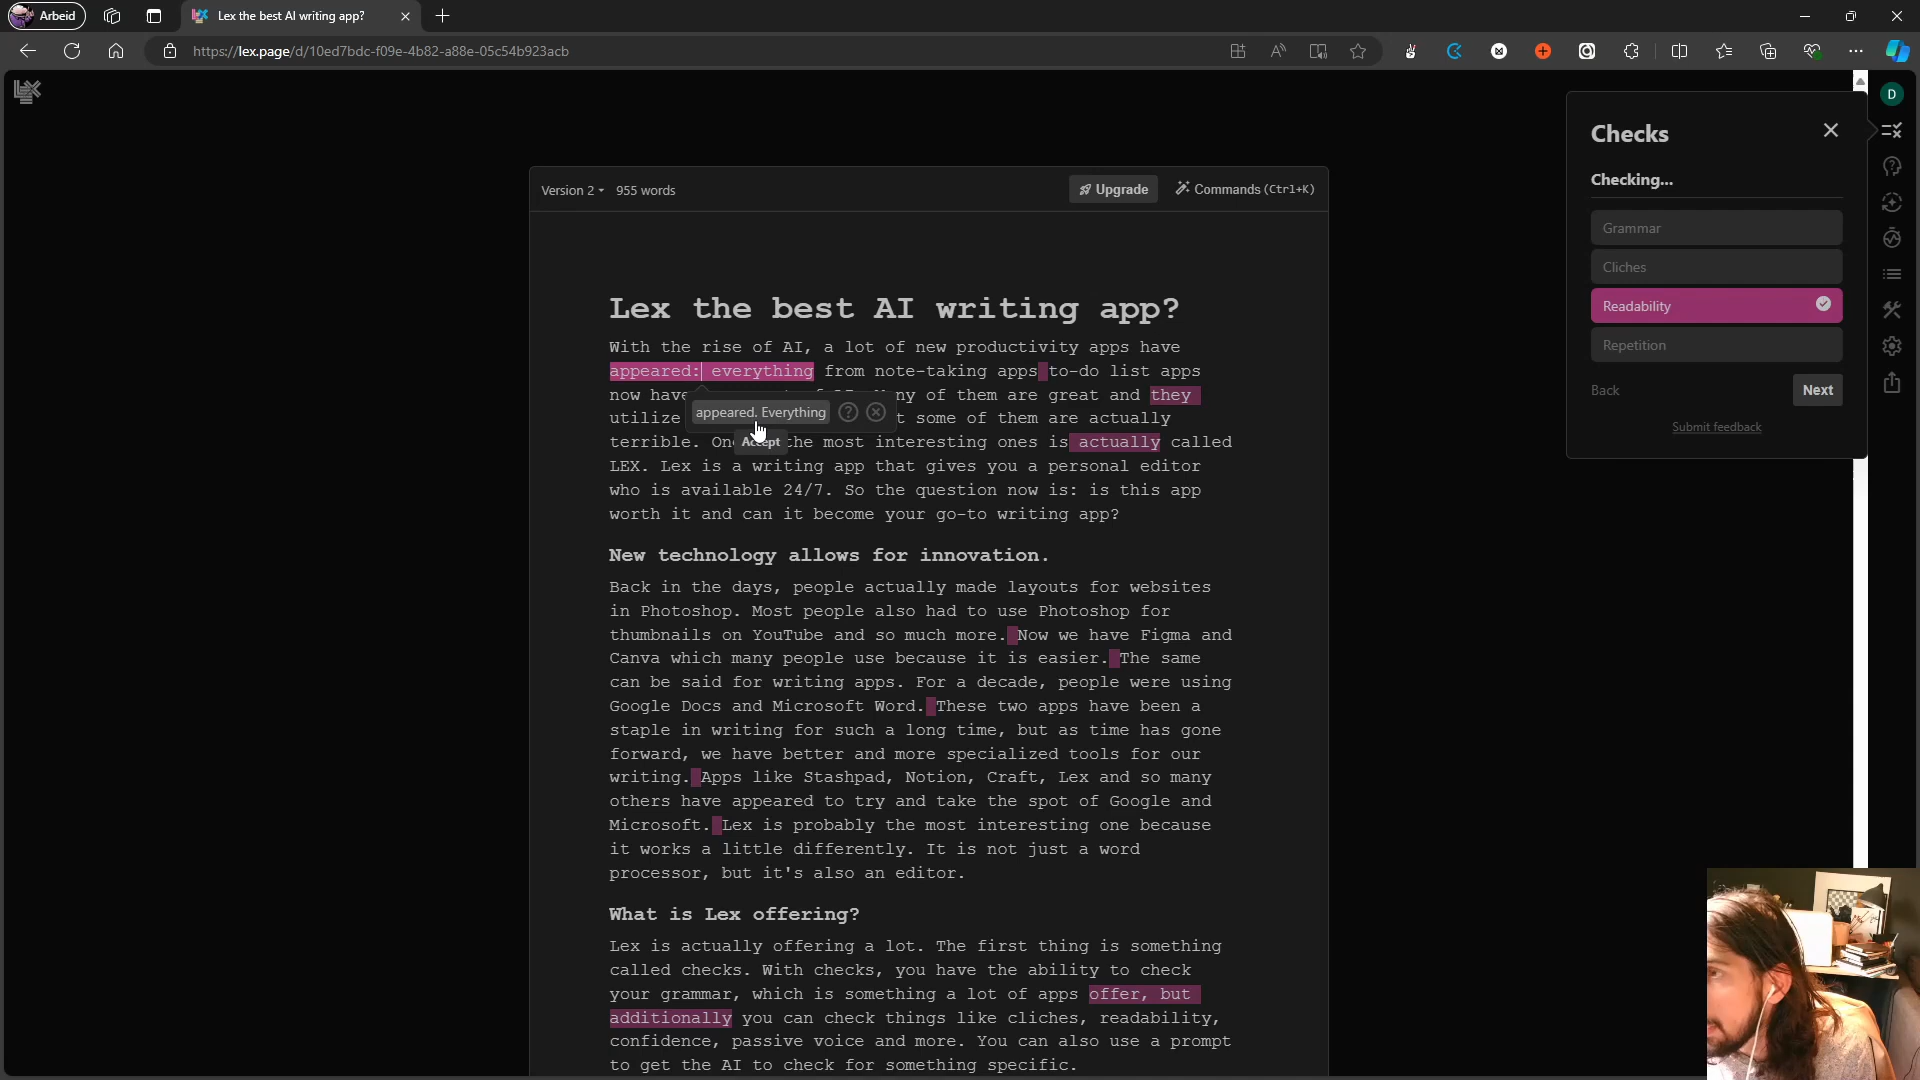 Arbeid
Lex the best AI writing app?
https://lex.page/d/10ed7bdc-f09e-4b82-a88e-05c54b923acb
D
Version 2
955 words
Upgrade
Commands (Ctrl+K)
Lex the best AI writing app?
With the rise of AI, a lot of new productivity apps have
appeared: everything from note-taking apps to-do list apps
now have
ny of them are great and they
appeared. Everything
utilize
t some of them are actually
Accept
terrible. On
the most interesting ones is actually called
LEX. Lex is a writing app that gives you a personal editor
who is available 24/7. So the question now is: is this app
worth it and can it become your go-to writing app?
New technology allows for innovation.
Back in the days, people actually made layouts for websites
in Photoshop. Most people also had to use Photoshop for
thumbnails on YouTube and so much more. Now we have Figma and
Canva which many people use because it is easier. The same
can be said for writing apps. For a decade, people were using
Google Docs and Microsoft Word. These two apps have been a
staple in writing for such a long time, but as time has gone
forward, we have better and more specialized tools for our
writing. Apps like Stashpad, Notion, Craft, Lex and so many
others have appeared to try and take the spot of Google and
Microsoft. Lex is probably the most interesting one because
it works a little differently. It is not just a word
processor, but it's also an editor.
What is Lex offering?
Lex is actually offering a lot. The first thing is something
called checks. With checks, you have the ability to check
your grammar, which is something a lot of apps offer, but
additionally you can check things like cliches, readability,
confidence, passive voice and more. You can also use a prompt
to get the AI to check for something specific.
Checks
Checking...
Grammar
Cliches
Readability
Repetition
Back
Next
Submit feedback